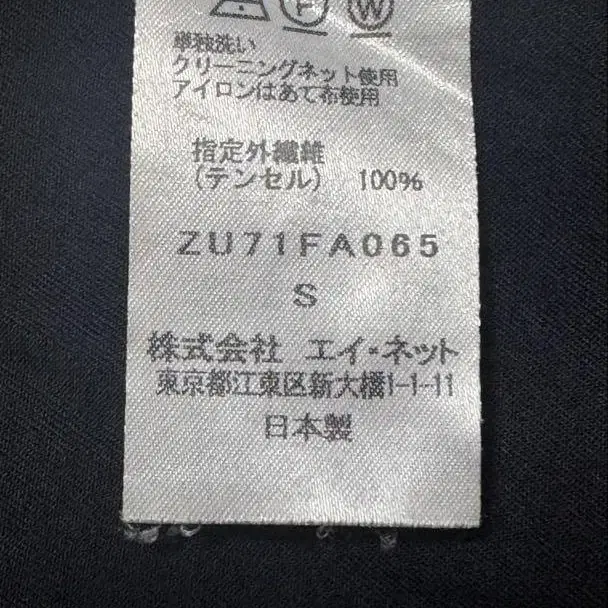 F W
単独洗い
クリーニングネット使用
アイロンはあて布使用
指定外繊維
(テンセル) 100%
ZU71FA065
S
株式会社 エイ・ネット
東京都江東区新大橋1-1-11
日本製